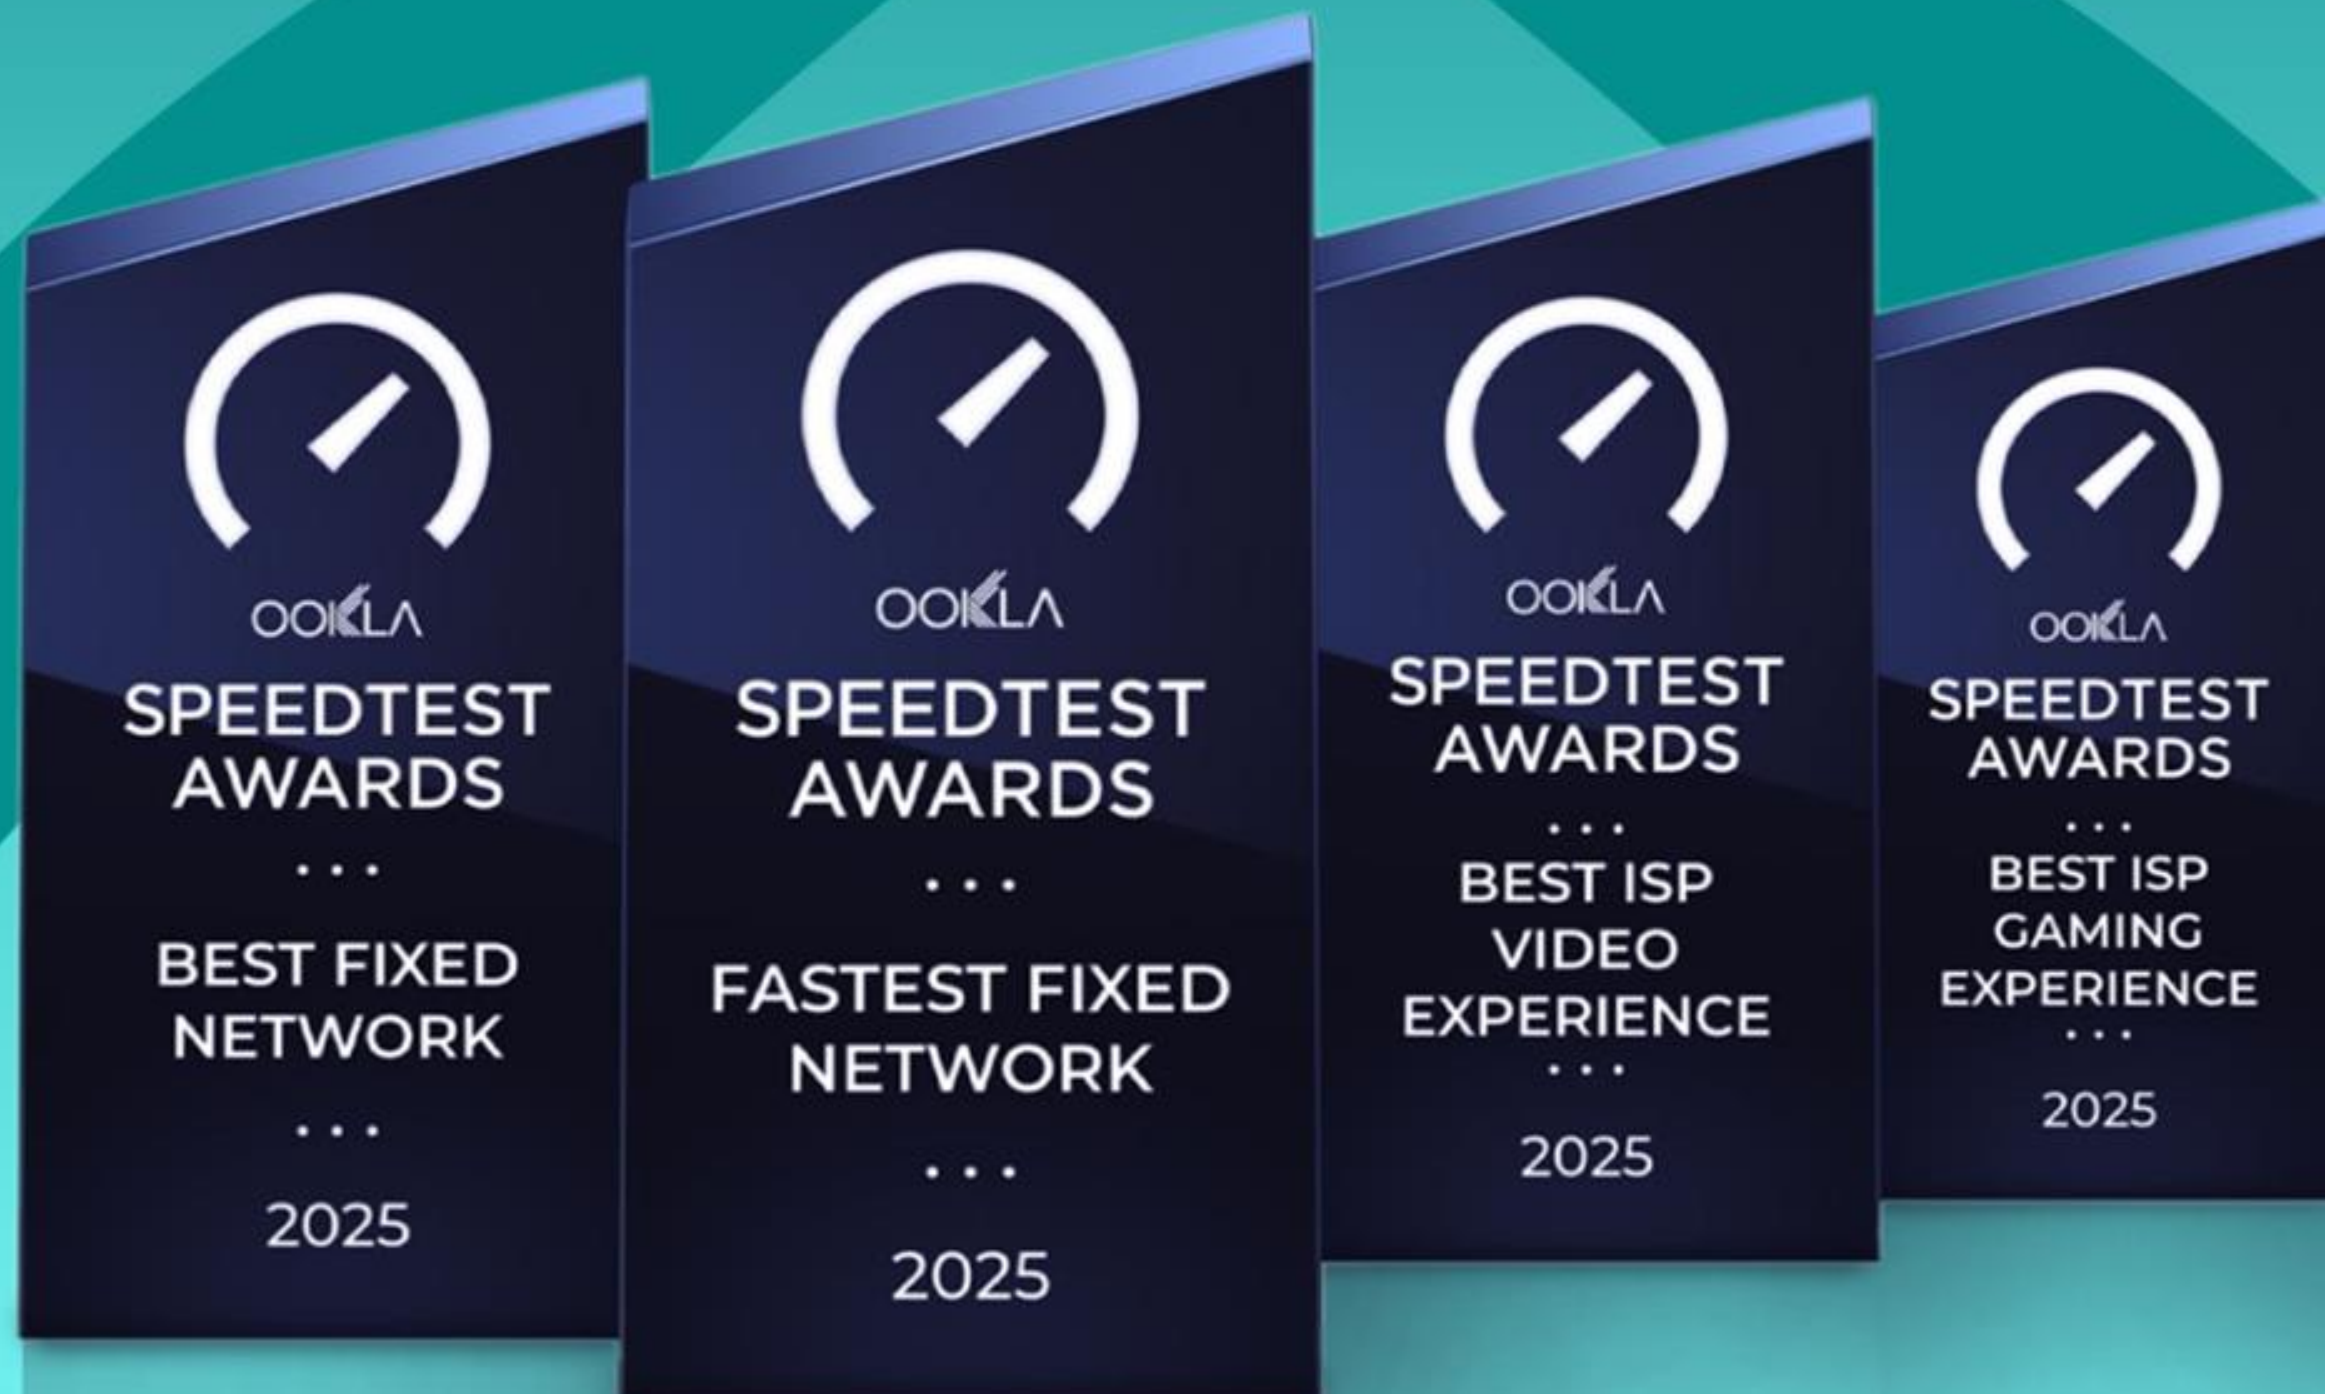 OOKLA
SPEEDTEST
AWARDS
...
BEST FIXED
NETWORK
...
2025
OOKLA
SPEEDTEST
AWARDS
...
FASTEST FIXED
NETWORK
...
2025
OOKLA
SPEEDTEST
AWARDS
...
BEST ISP
VIDEO
EXPERIENCE
...
2025
OOKLA
SPEEDTEST
AWARDS
...
BEST ISP
GAMING
EXPERIENCE
...
2025